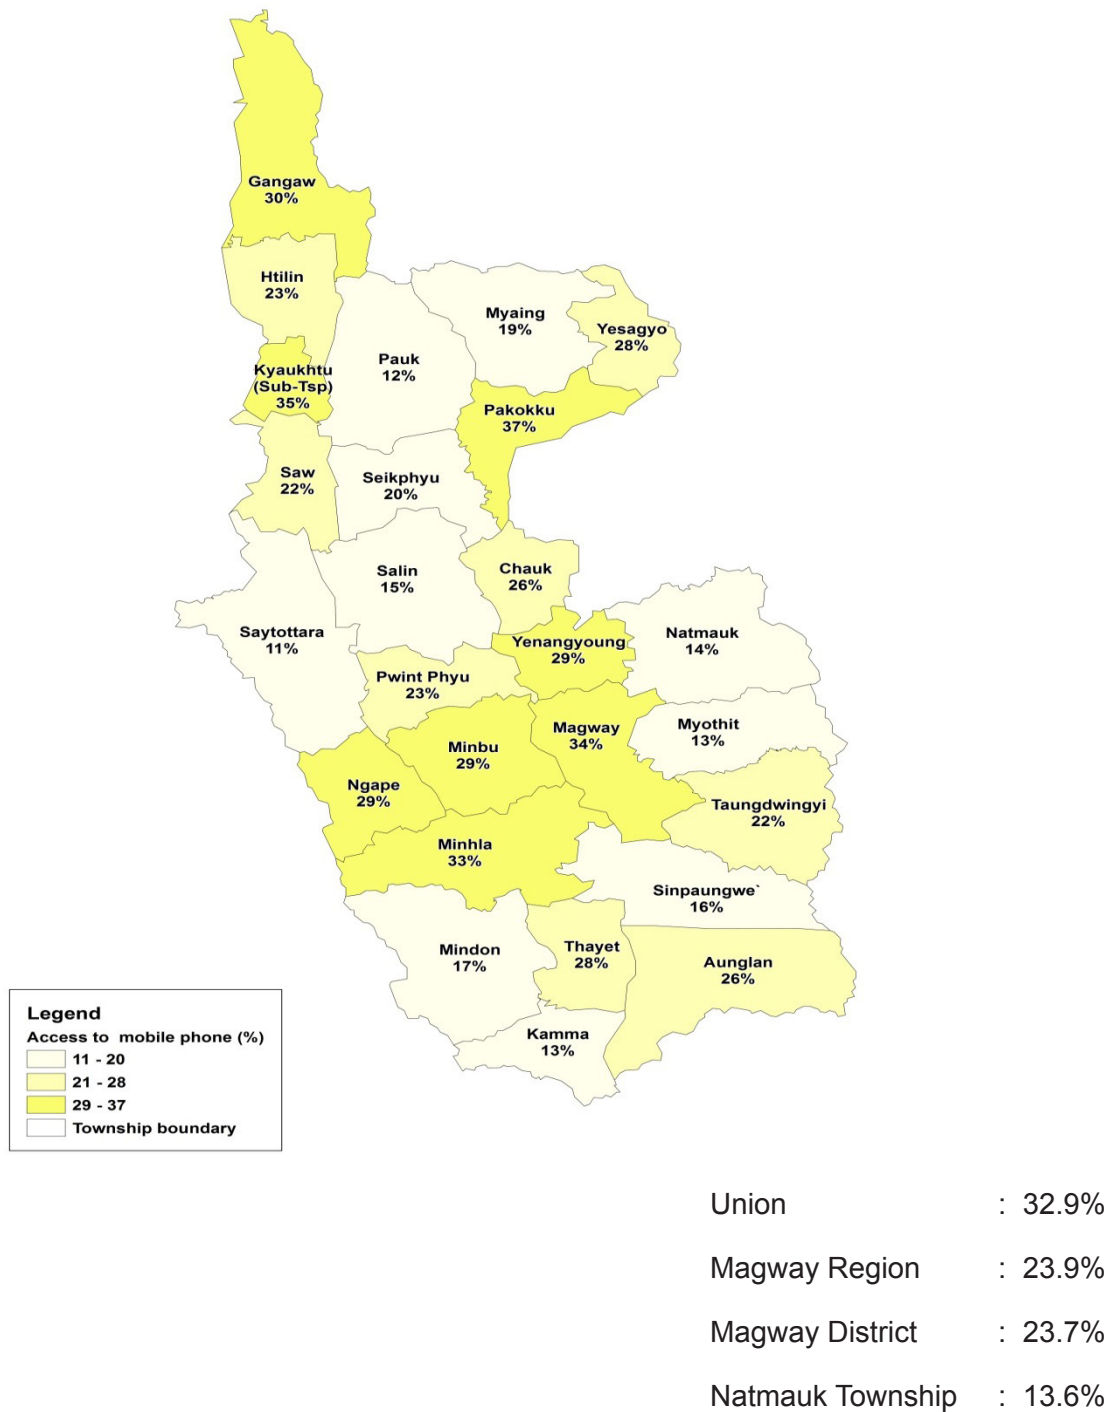 Gangaw
30%
Htilin
23%
Myaing
19%
Yesagyo
28%
Pauk
12%
Kyaukhtu
(Sub-Tsp)
35%
Pakokku
37%
Saw
22%
Seikphyu
20%
Salin
15%
Chauk
26%
Saytottara
11%
Yenangyoung
29%
Natmauk
14%
Pwint Phyu
23%
Magway
34%
Myothit
13%
Minbu
29%
Ngape
29%
Taungdwingyi
22%
Minhla
33%
Sinpaungwe`
16%
Mindon
17%
Thayet
28%
Aunglan
26%
Kamma
13%
Legend
Access to mobile phone (%)
11 - 20
21 - 28
29 - 37
Township boundary
Union : 32.9%
Magway Region : 23.9%
Magway District : 23.7%
Natmauk Township : 13.6%